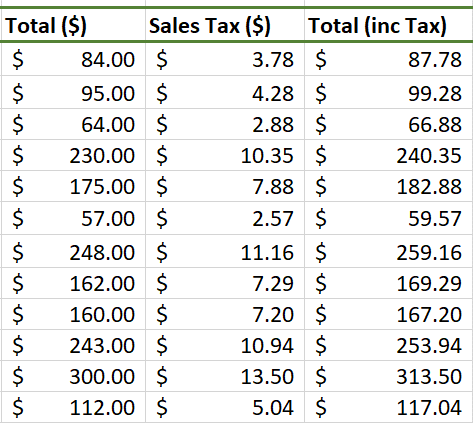 Total ($) Sales Tax ($) Total (inc Tax)
$ 84.00 $ 3.78 $ 87.78
$ 95.00 $ 4.28 $ 99.28
$ 64.00 $ 2.88 $ 66.88
$ 230.00 $ 10.35 $ 240.35
$ 175.00 $ 7.88 $ 182.88
$ 57.00 $ 2.57 $ 59.57
$ 248.00 $ 11.16 $ 259.16
$ 162.00 $ 7.29 $ 169.29
$ 160.00 $ 7.20 $ 167.20
$ 243.00 $ 10.94 $ 253.94
$ 300.00 $ 13.50 $ 313.50
$ 112.00 $ 5.04 $ 117.04